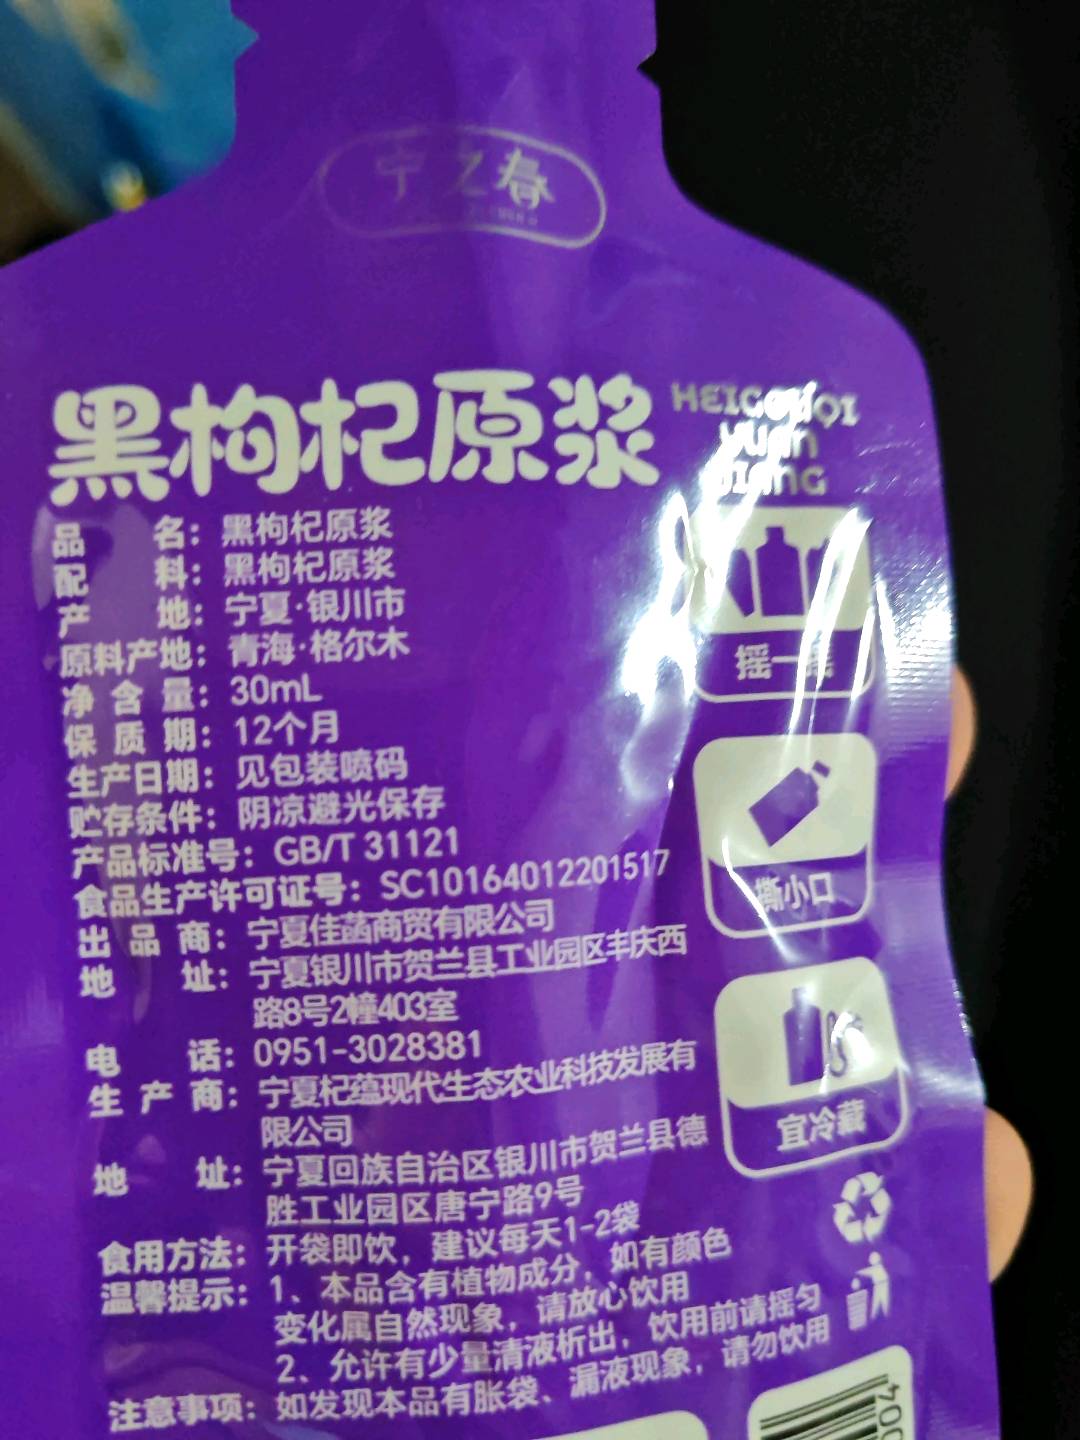 宁之春
黑枸杞原浆
HEIGOUQI
YUAN
JIANG
品 名：黑枸杞原浆
配 料：黑枸杞原浆
产 地：宁夏·银川市
原料产地：青海·格尔木
净 含 量：30mL
保 质 期：12个月
生产日期：见包装喷码
贮存条件：阴凉避光保存
产品标准号：GB/T 31121
食品生产许可证号：SC10164012201517
出 品 商：宁夏佳菡商贸有限公司
地 址：宁夏银川市贺兰县工业园区丰庆西
路8号2幢403室
电 话：0951-3028381
生 产 商：宁夏杞蕴现代生态农业科技发展有
限公司
地 址：宁夏回族自治区银川市贺兰县德
胜工业园区唐宁路9号
食用方法：开袋即饮，建议每天1-2袋
温馨提示：1、本品含有植物成分，如有颜色
变化属自然现象，请放心饮用
2、允许有少量清液析出，饮用前请摇匀
注意事项：如发现本品有胀袋、漏液现象，请勿饮用
摇一摇
撕小口
宜冷藏